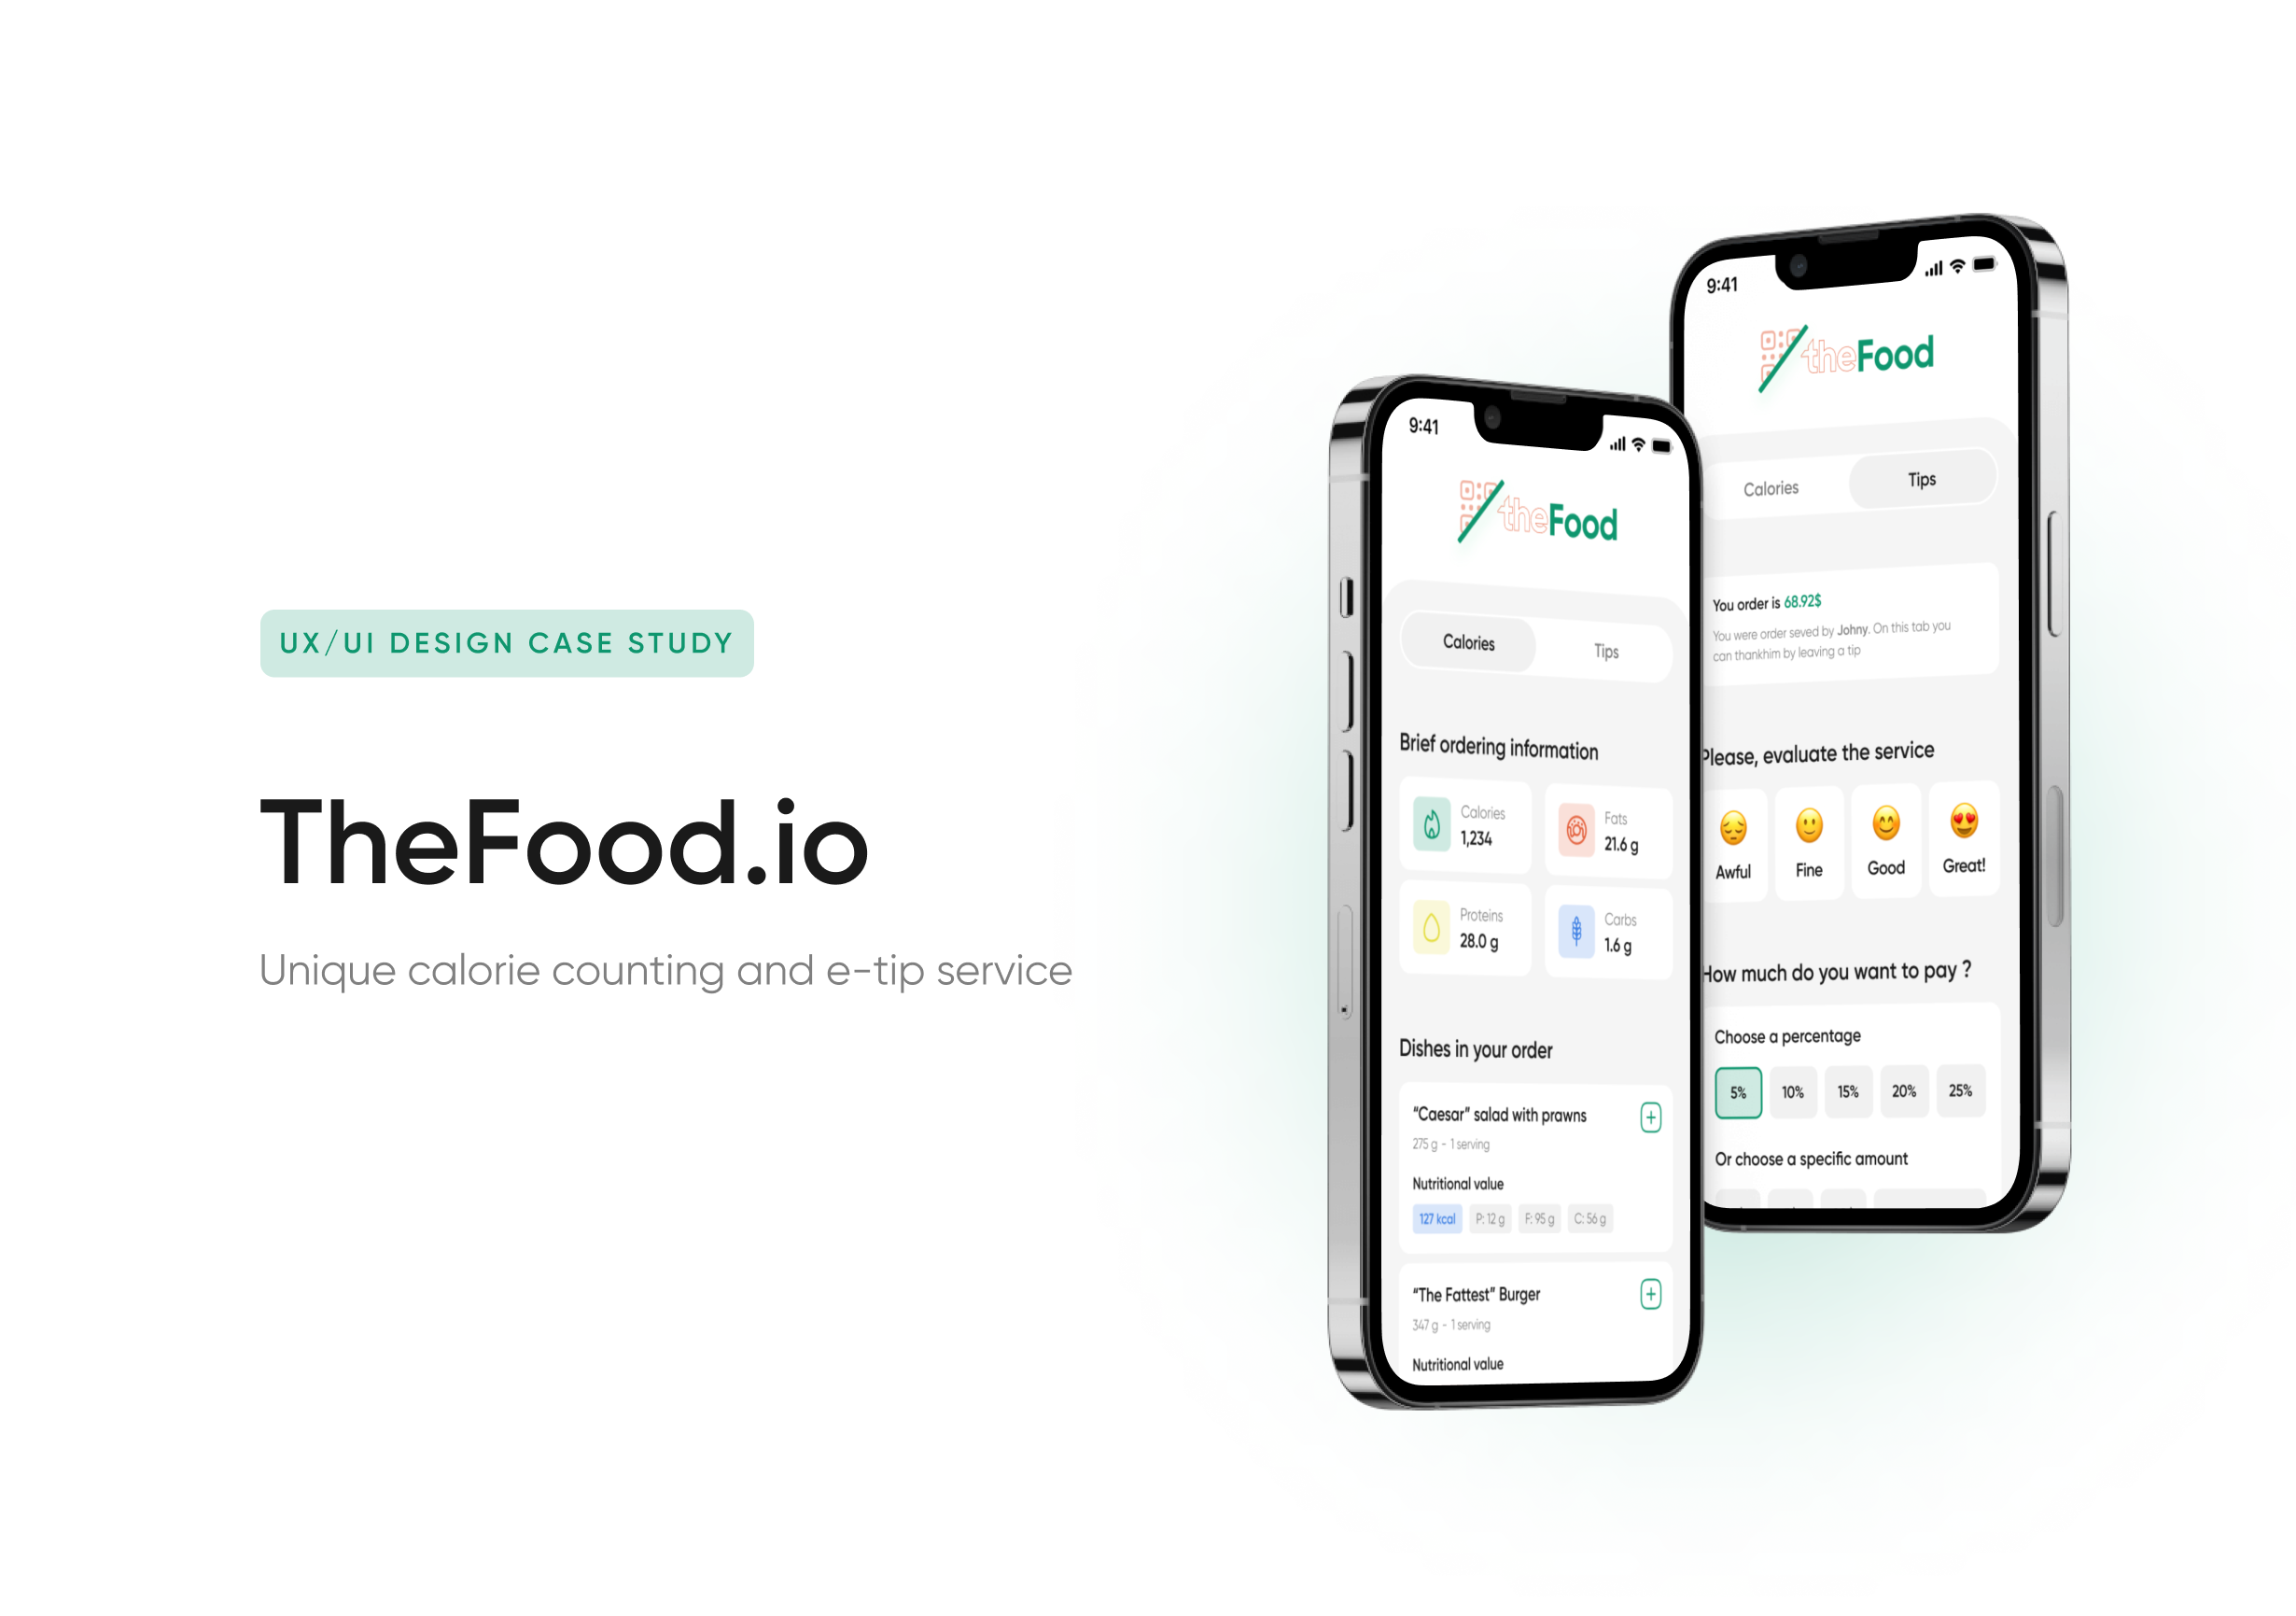 UX/UI DESIGN CASE STUDY
TheFood.io
Unique calorie counting and e-tip service
9:41
theFood
Calories
Tips
Brief ordering information
Calories
1,234
Fats
21.6 g
Proteins
28.0 g
Carbs
1.6 g
Dishes in your order
“Caesar” salad with prawns
275 g - 1 serving
Nutritional value
127 kcal P: 12 g F: 95 g C: 56 g
“The Fattest” Burger
347 g - 1 serving
Nutritional value
9:41
theFood
Calories
Tips
You order is 68.92$
You were order seved by Johny. On this tab you
can thankhim by leaving a tip
Please, evaluate the service
Awful Fine Good Great!
How much do you want to pay ?
Choose a percentage
5% 10% 15% 20% 25%
Or choose a specific amount